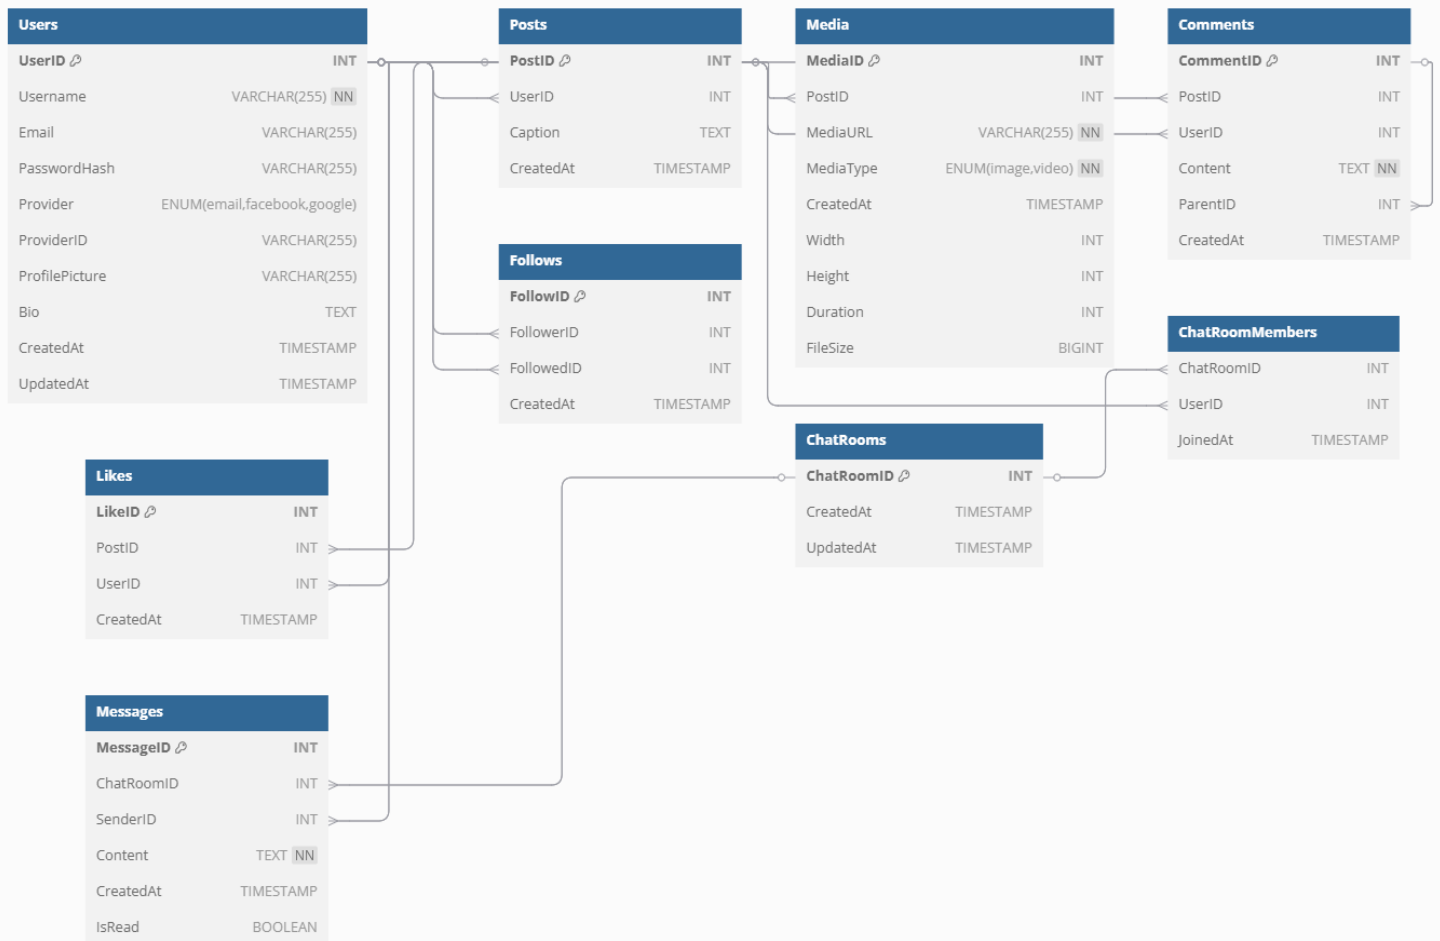 Users
UserID INT
Username VARCHAR(255) NN
Email VARCHAR(255)
PasswordHash VARCHAR(255)
Provider ENUM(email,facebook,google)
ProviderID VARCHAR(255)
ProfilePicture VARCHAR(255)
Bio TEXT
CreatedAt TIMESTAMP
UpdatedAt TIMESTAMP
Posts
PostID INT
UserID INT
Caption TEXT
CreatedAt TIMESTAMP
Media
MediaID INT
PostID INT
MediaURL VARCHAR(255) NN
MediaType ENUM(image,video) NN
CreatedAt TIMESTAMP
Width INT
Height INT
Duration INT
FileSize BIGINT
Comments
CommentID INT
PostID INT
UserID INT
Content TEXT NN
ParentID INT
CreatedAt TIMESTAMP
Follows
FollowID INT
FollowerID INT
FollowedID INT
CreatedAt TIMESTAMP
ChatRoomMembers
ChatRoomID INT
UserID INT
JoinedAt TIMESTAMP
ChatRooms
ChatRoomID INT
CreatedAt TIMESTAMP
UpdatedAt TIMESTAMP
Likes
LikeID INT
PostID INT
UserID INT
CreatedAt TIMESTAMP
Messages
MessageID INT
ChatRoomID INT
SenderID INT
Content TEXT NN
CreatedAt TIMESTAMP
IsRead BOOLEAN